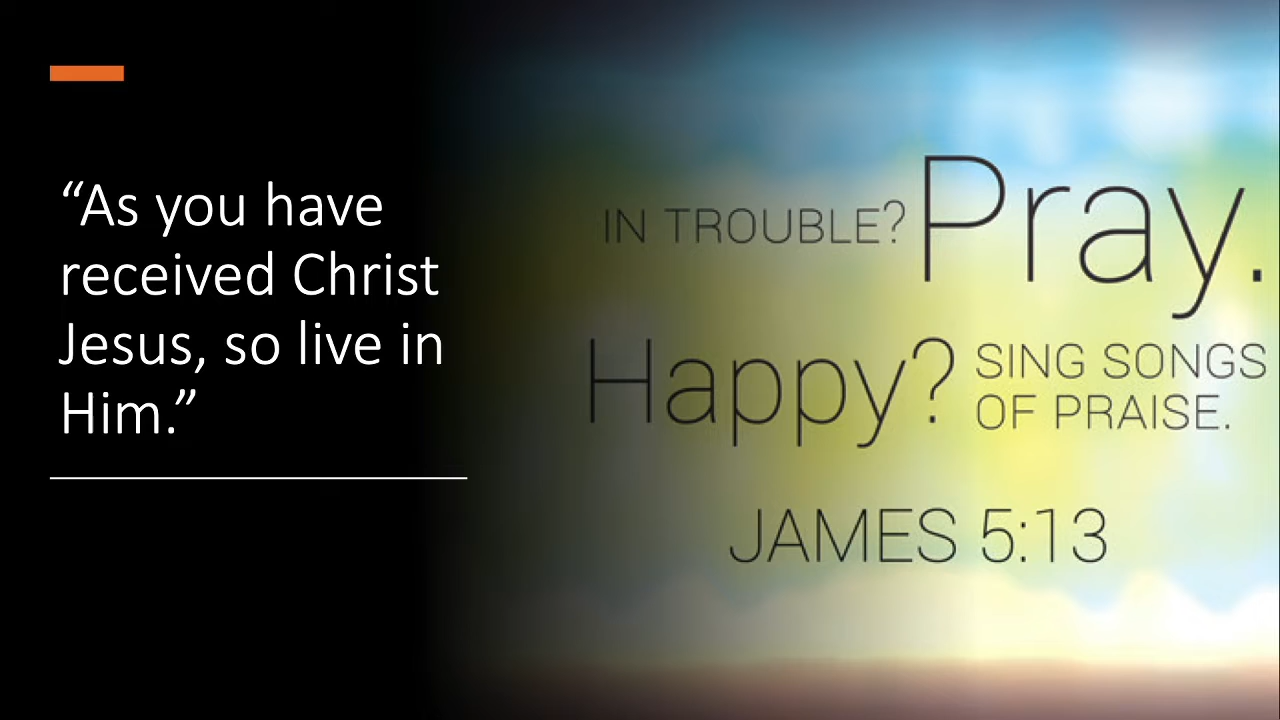 “As you have
received Christ
Jesus, so live in
Him.”
IN TROUBLE? Pray.
Happy? SING SONGS
OF PRAISE.
JAMES 5:13